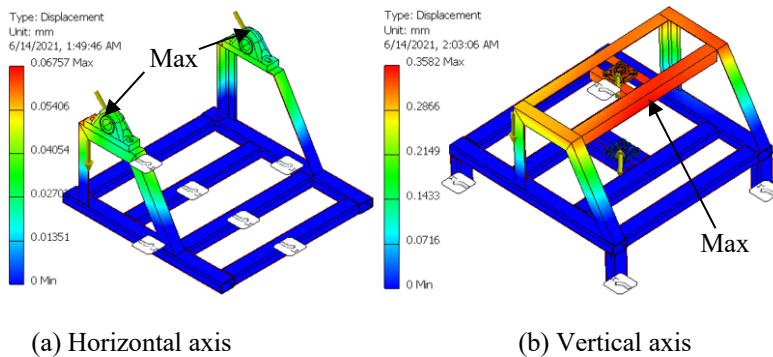 Type: Displacement
Unit: mm
6/14/2021, 1:49:46 AM
0.06757 Max
0.05406
0.04054
0.02703
0.01351
0 Min
Max
(a) Horizontal axis
Type: Displacement
Unit: mm
6/14/2021, 2:03:06 AM
0.3582 Max
0.2866
0.2149
0.1433
0.0716
0 Min
Max
(b) Vertical axis